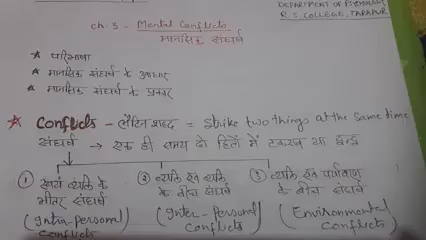 DEPARTMENT OF PSYCHOLOGY
R. S COLLEGE, TARAPUR
ch-3 - Mental Conflicts
मानसिक संघर्ष
* परिभाषा
* मानसिक संघर्ष के आधार
* मानसिक संघर्ष के प्रकार
* Conflicts - लैटिन शब्द = Strike two things at the same time
संघर्ष → एक ही समय दो हितों में टकराव या द्वन्द्व
① स्वयं व्यक्ति के ② व्यक्ति एवं व्यक्ति ③ व्यक्ति एवं पर्यावरण
भीतर संघर्ष के बीच संघर्ष के बीच संघर्ष
(Intra-personal (Inter-Personal (Environmental
Conflicts Conflicts) Conflicts)